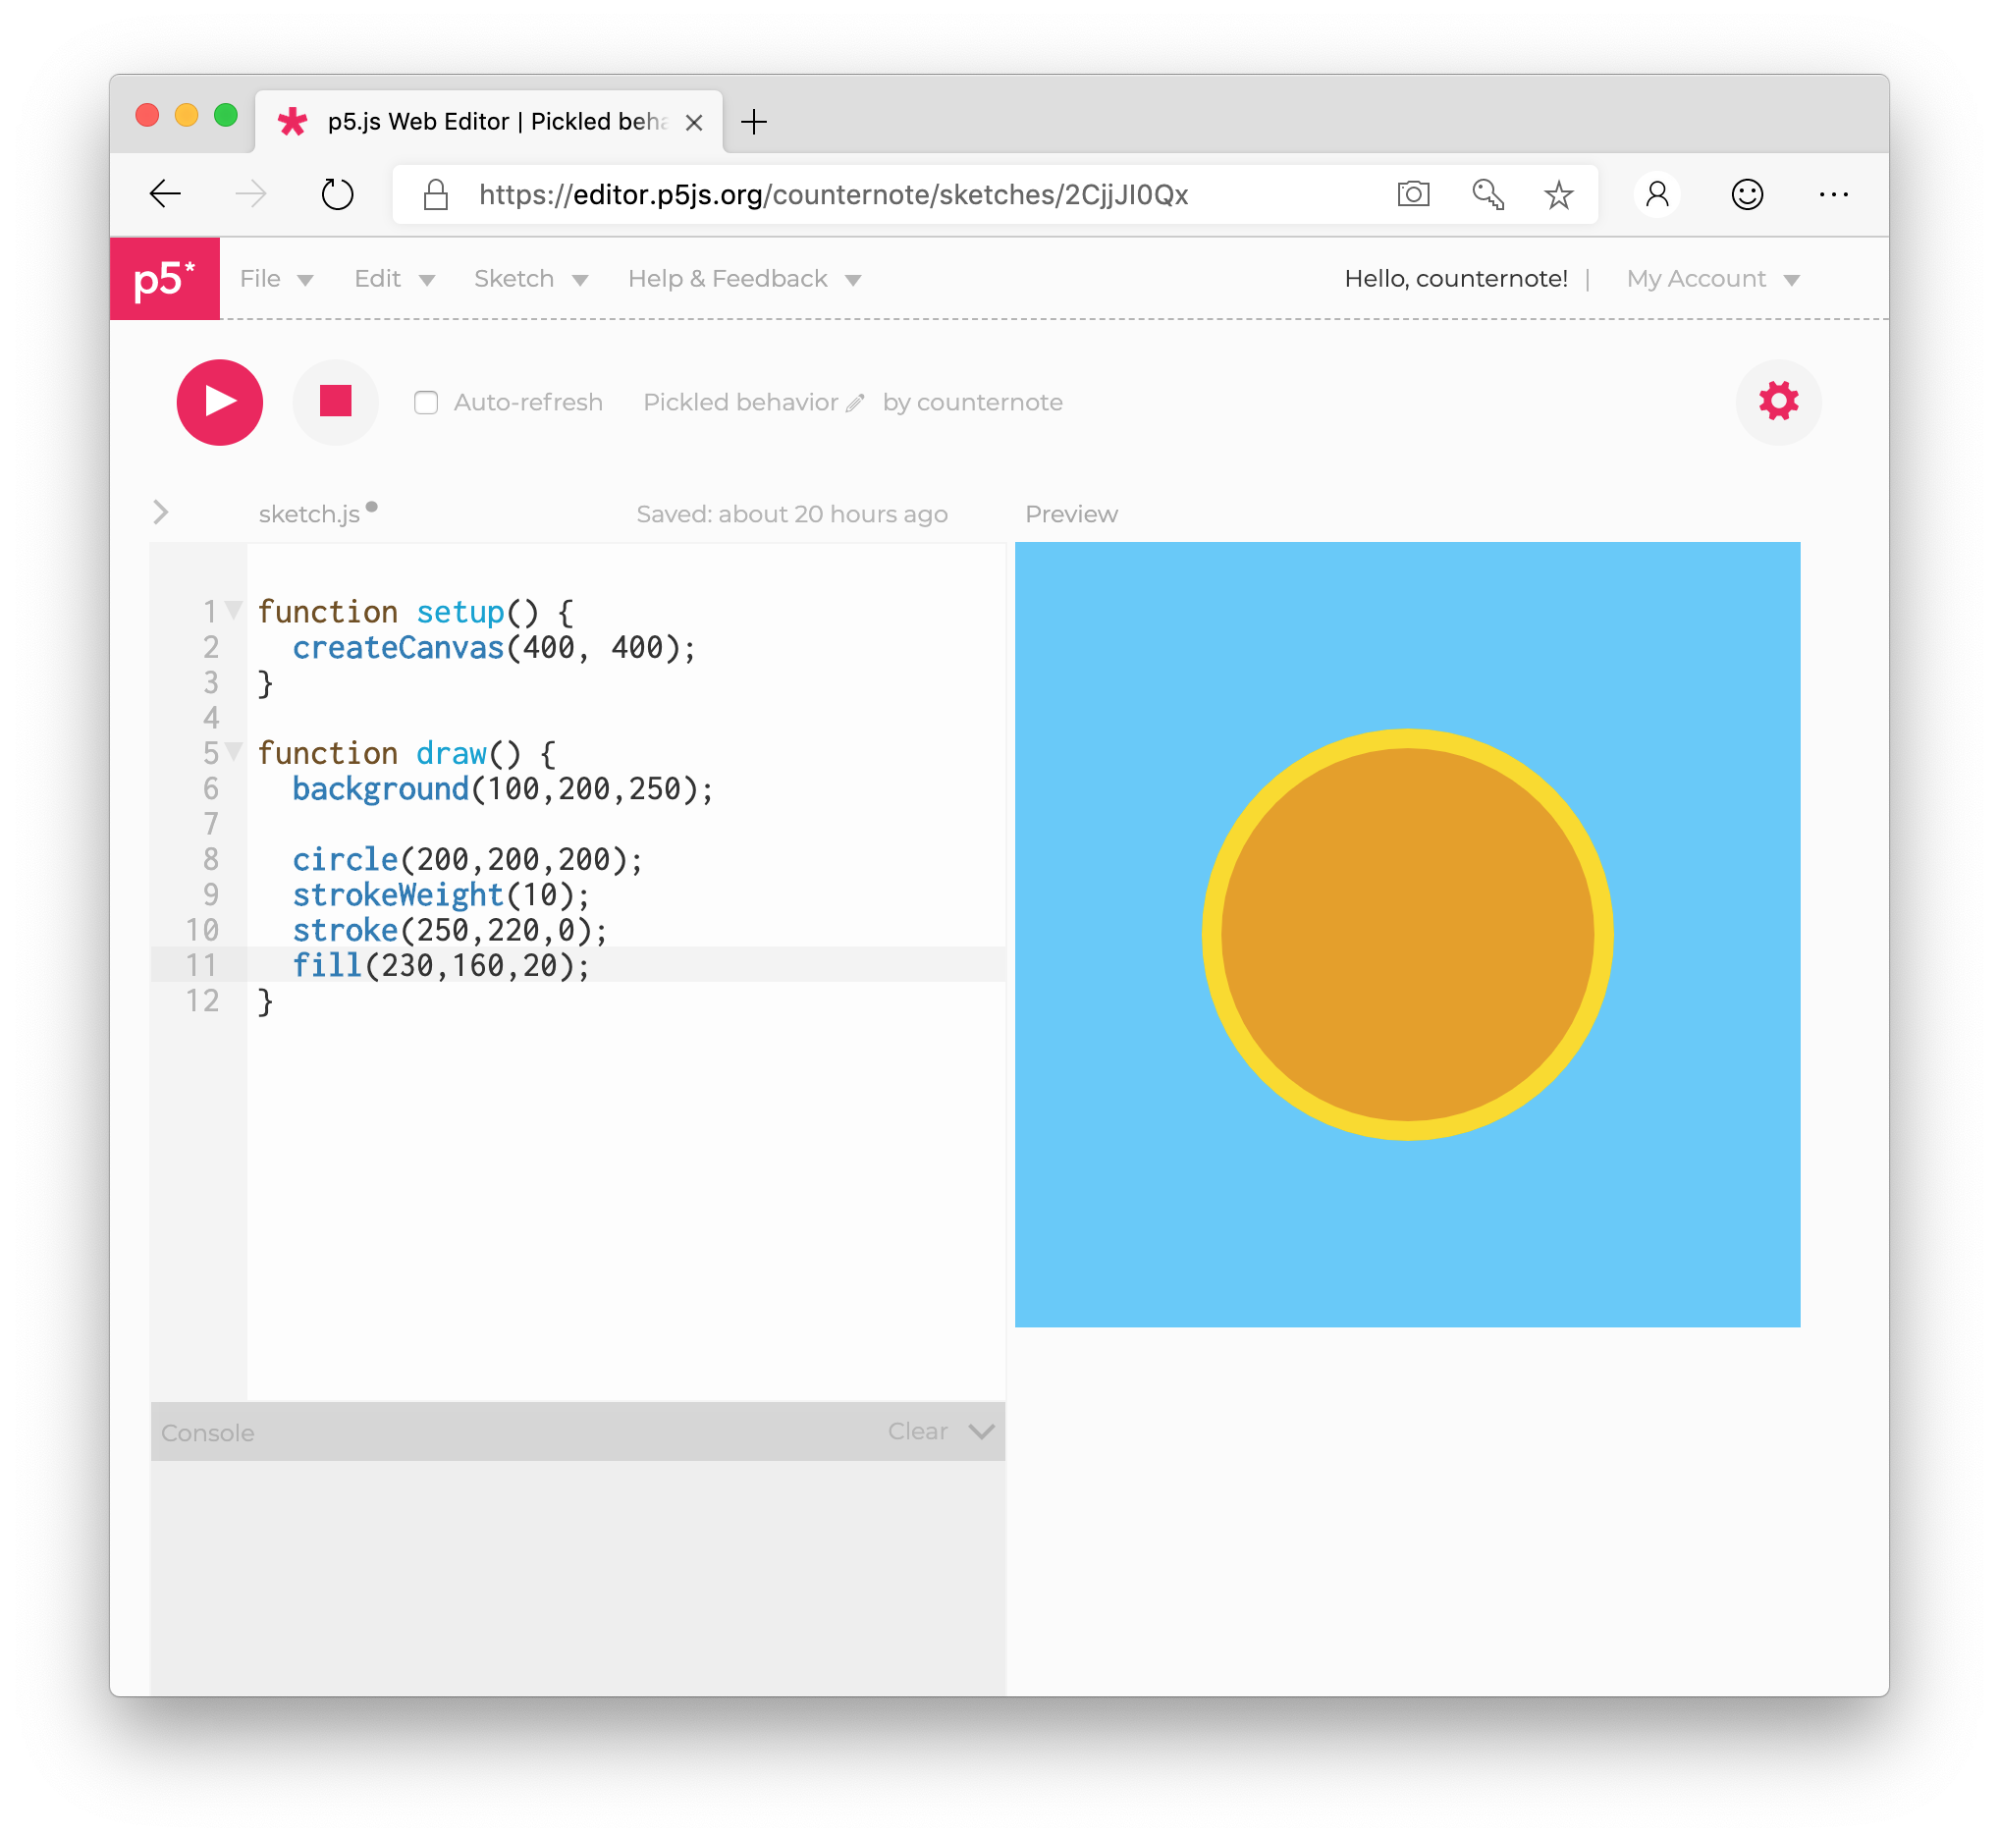 p5.js Web Editor | Pickled beha
https://editor.p5js.org/counternote/sketches/2CjjJI0Qx
p5* File Edit Sketch Help & Feedback Hello, counternote! | My Account
Auto-refresh Pickled behavior by counternote
sketch.js Saved: about 20 hours ago Preview
1 function setup() {
2   createCanvas(400, 400);
3 }
4
5 function draw() {
6   background(100,200,250);
7
8   circle(200,200,200);
9   strokeWeight(10);
10   stroke(250,220,0);
11   fill(230,160,20);
12 }
Console Clear